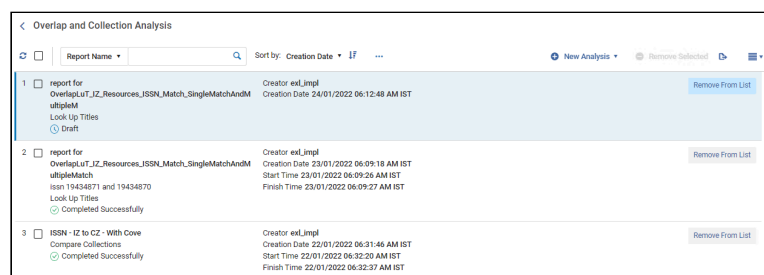 Overlap and Collection Analysis
Report Name
Sort by: Creation Date
New Analysis
Remove Selected
1
report for
OverlapLuT_IZ_Resources_ISSN_Match_SingleMatchAndM
ultipleM
Look Up Titles
Draft
Creator exl_impl
Creation Date 24/01/2022 06:12:48 AM IST
Remove From List
2
report for
OverlapLuT_IZ_Resources_ISSN_Match_SingleMatchAndM
ultipleMatch
issn 19434871 and 19434870
Look Up Titles
Completed Successfully
Creator exl_impl
Creation Date 23/01/2022 06:09:18 AM IST
Start Time 23/01/2022 06:09:26 AM IST
Finish Time 23/01/2022 06:09:27 AM IST
Remove From List
3
ISSN - IZ to CZ - With Cove
Compare Collections
Completed Successfully
Creator exl_impl
Creation Date 22/01/2022 06:31:46 AM IST
Start Time 22/01/2022 06:32:20 AM IST
Finish Time 22/01/2022 06:32:37 AM IST
Remove From List